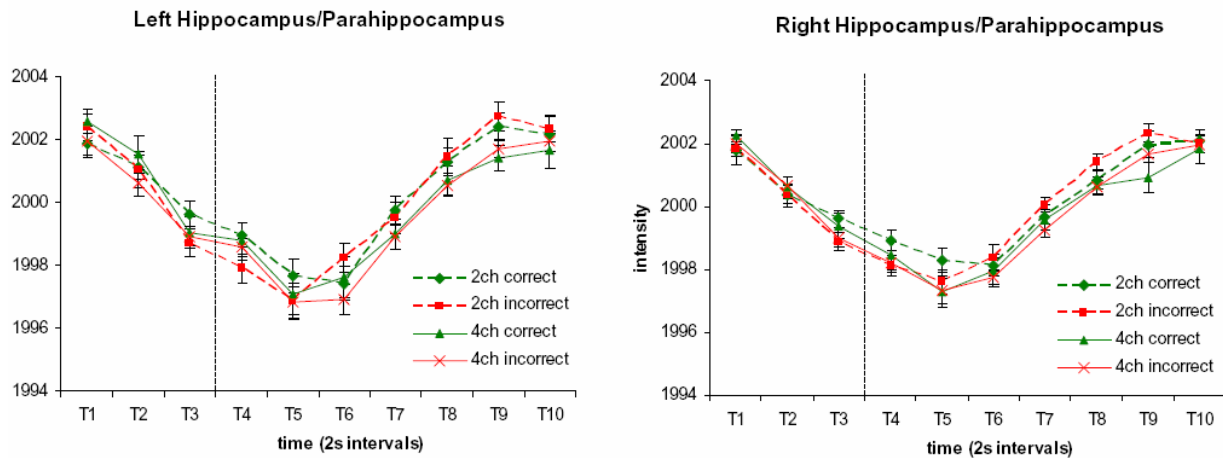 Left Hippocampus/Parahippocampus
2004
2002
2000
1998
1996
1994
T1 T2 T3 T4 T5 T6 T7 T8 T9 T10
time (2s intervals)
2ch correct
2ch incorrect
4ch correct
4ch incorrect
Right Hippocampus/Parahippocampus
intensity
2004
2002
2000
1998
1996
1994
T1 T2 T3 T4 T5 T6 T7 T8 T9 T10
time (2s intervals)
2ch correct
2ch incorrect
4ch correct
4ch incorrect